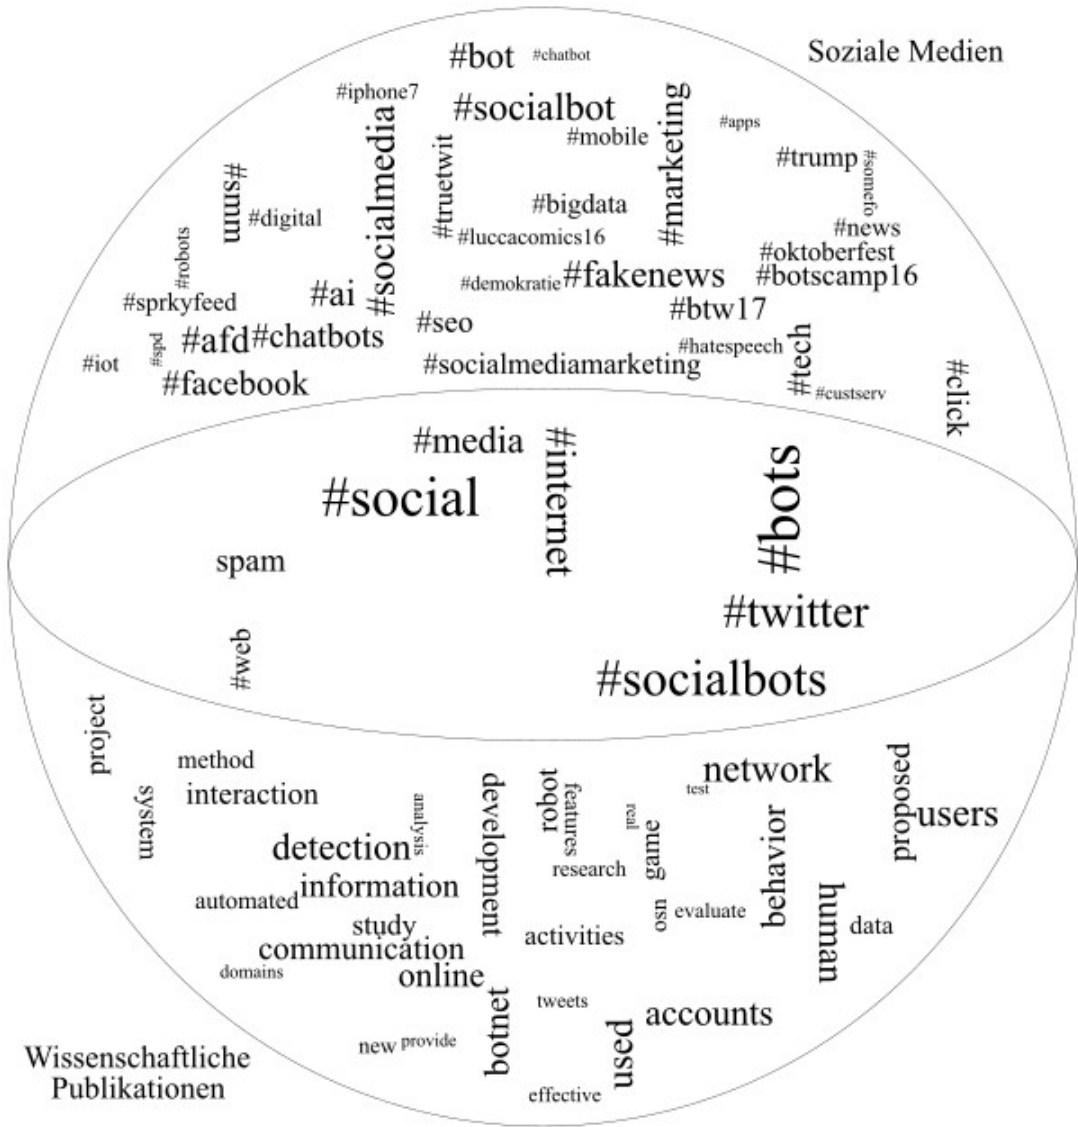 Soziale Medien
#bot
#chatbot
#iphone7
#socialbot
#socialmedia
#marketing
#apps
#mobile
#truetwit
#trump
#somefo
#smm
#digital
#bigdata
#news
#robots
#luccacomics16
#oktoberfest
#fakenews
#botscamp16
#demokratie
#ai
#sprkyfeed
#btw17
#seo
#afd
#chatbots
#spd
#iot
#hatespeech
#tech
#socialmediamarketing
#facebook
#custserv
#click
#media
#internet
#social
#bots
spam
#twitter
#web
#socialbots
project
method
network
system
interaction
test
proposed
users
development
robot
features
real
analysis
game
behavior
detection
research
information
automated
human
osn
evaluate
study
data
activities
communication
online
domains
botnet
tweets
accounts
used
new
provide
effective
Wissenschaftliche
Publikationen